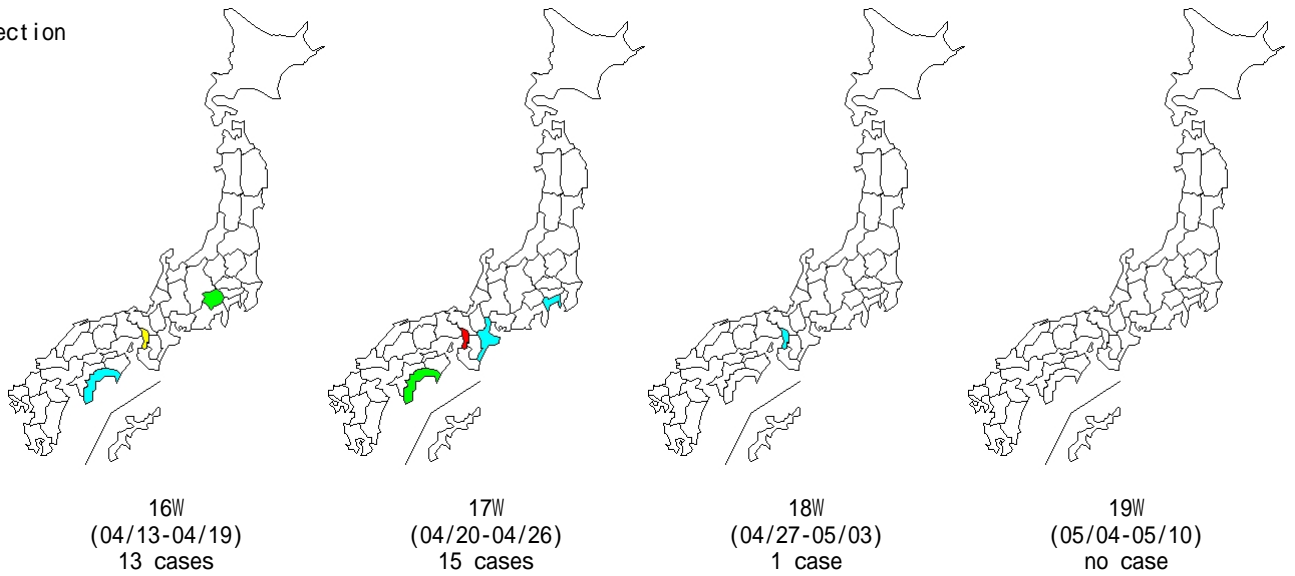 ection
16W
(04/13-04/19)
13 cases
17W
(04/20-04/26)
15 cases
18W
(04/27-05/03)
1 case
19W
(05/04-05/10)
no case